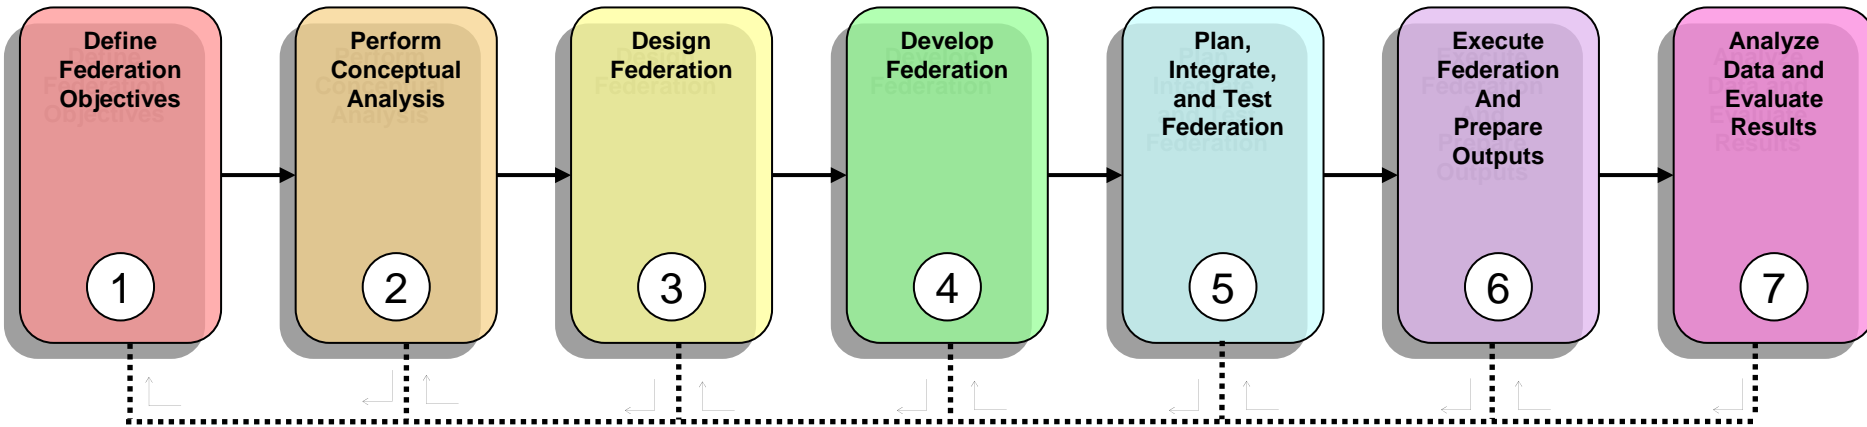 Define
Federation
Objectives
1
Perform
Conceptual
Analysis
2
Design
Federation
3
Develop
Federation
4
Plan,
Integrate,
and Test
Federation
5
Execute
Federation
And
Prepare
Outputs
6
Analyze
Data and
Evaluate
Results
7